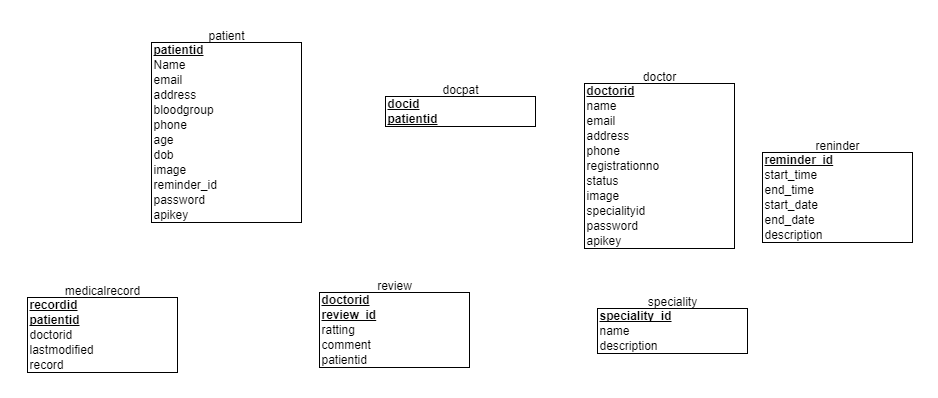 patient
patientid
Name
email
address
bloodgroup
phone
age
dob
image
reminder_id
password
apikey
docpat
docid
patientid
doctor
doctorid
name
email
address
phone
registrationno
status
image
specialityid
password
apikey
reninder
reminder_id
start_time
end_time
start_date
end_date
description
medicalrecord
recordid
patientid
doctorid
lastmodified
record
review
doctorid
review_id
ratting
comment
patientid
speciality
speciality_id
name
description